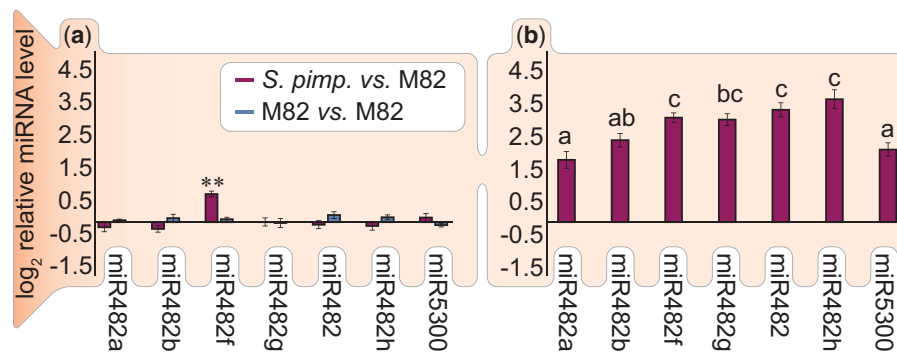 (a)
log2 relative miRNA level
4.5
3.5
2.5
1.5
0.5
-0.5
-1.5
S. pimp. vs. M82
M82 vs. M82
**
miR482a
miR482b
miR482f
miR482g
miR482
miR482h
miR5300
(b)
4.5
3.5
2.5
1.5
0.5
-0.5
-1.5
a
ab
c
bc
c
c
a
miR482a
miR482b
miR482f
miR482g
miR482
miR482h
miR5300